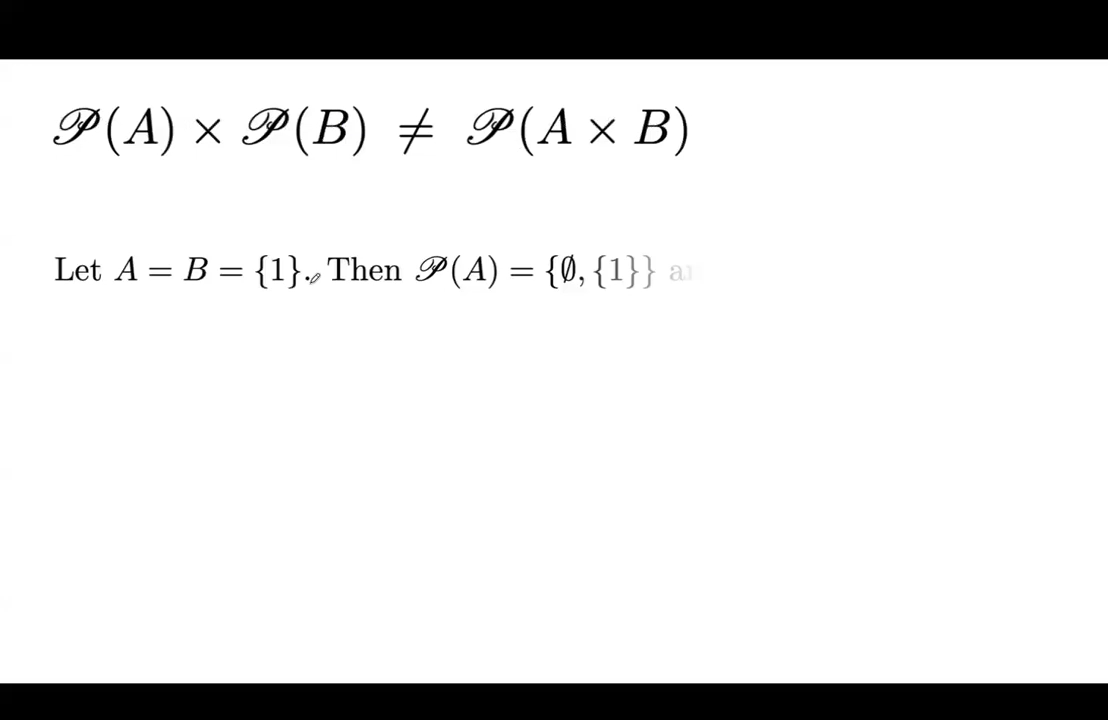 𝒫(A) × 𝒫(B) ≠ 𝒫(A × B)
Let A = B = {1}. Then 𝒫(A) = {∅, {1}}